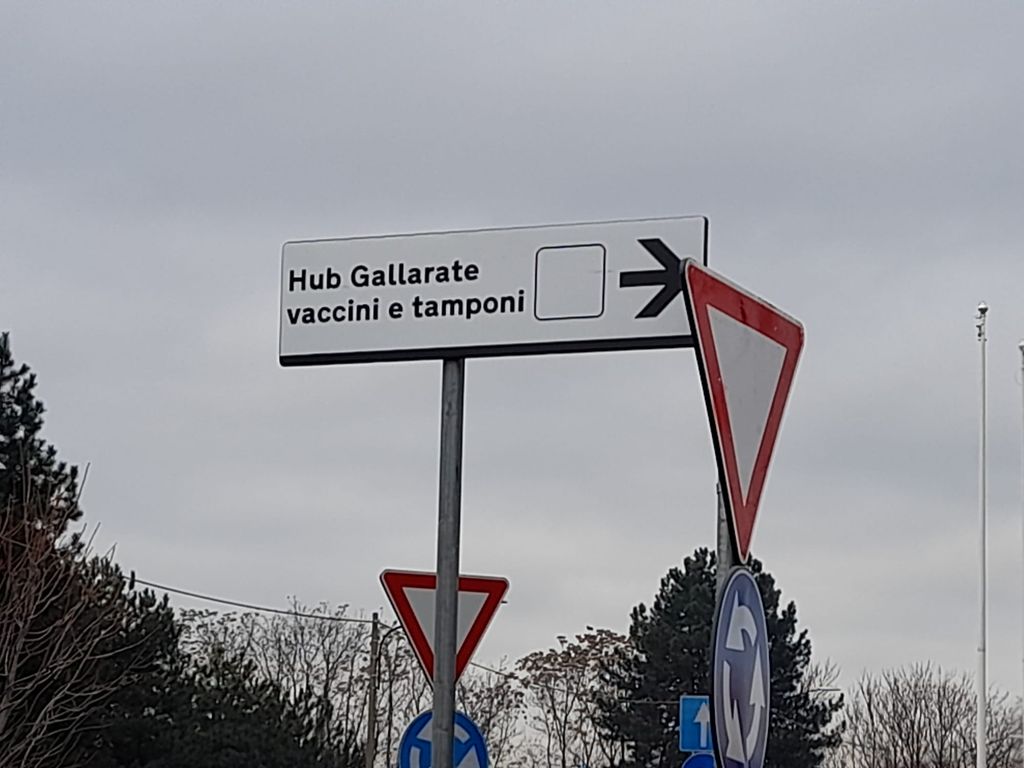 Hub Gallarate
vaccini e tamponi